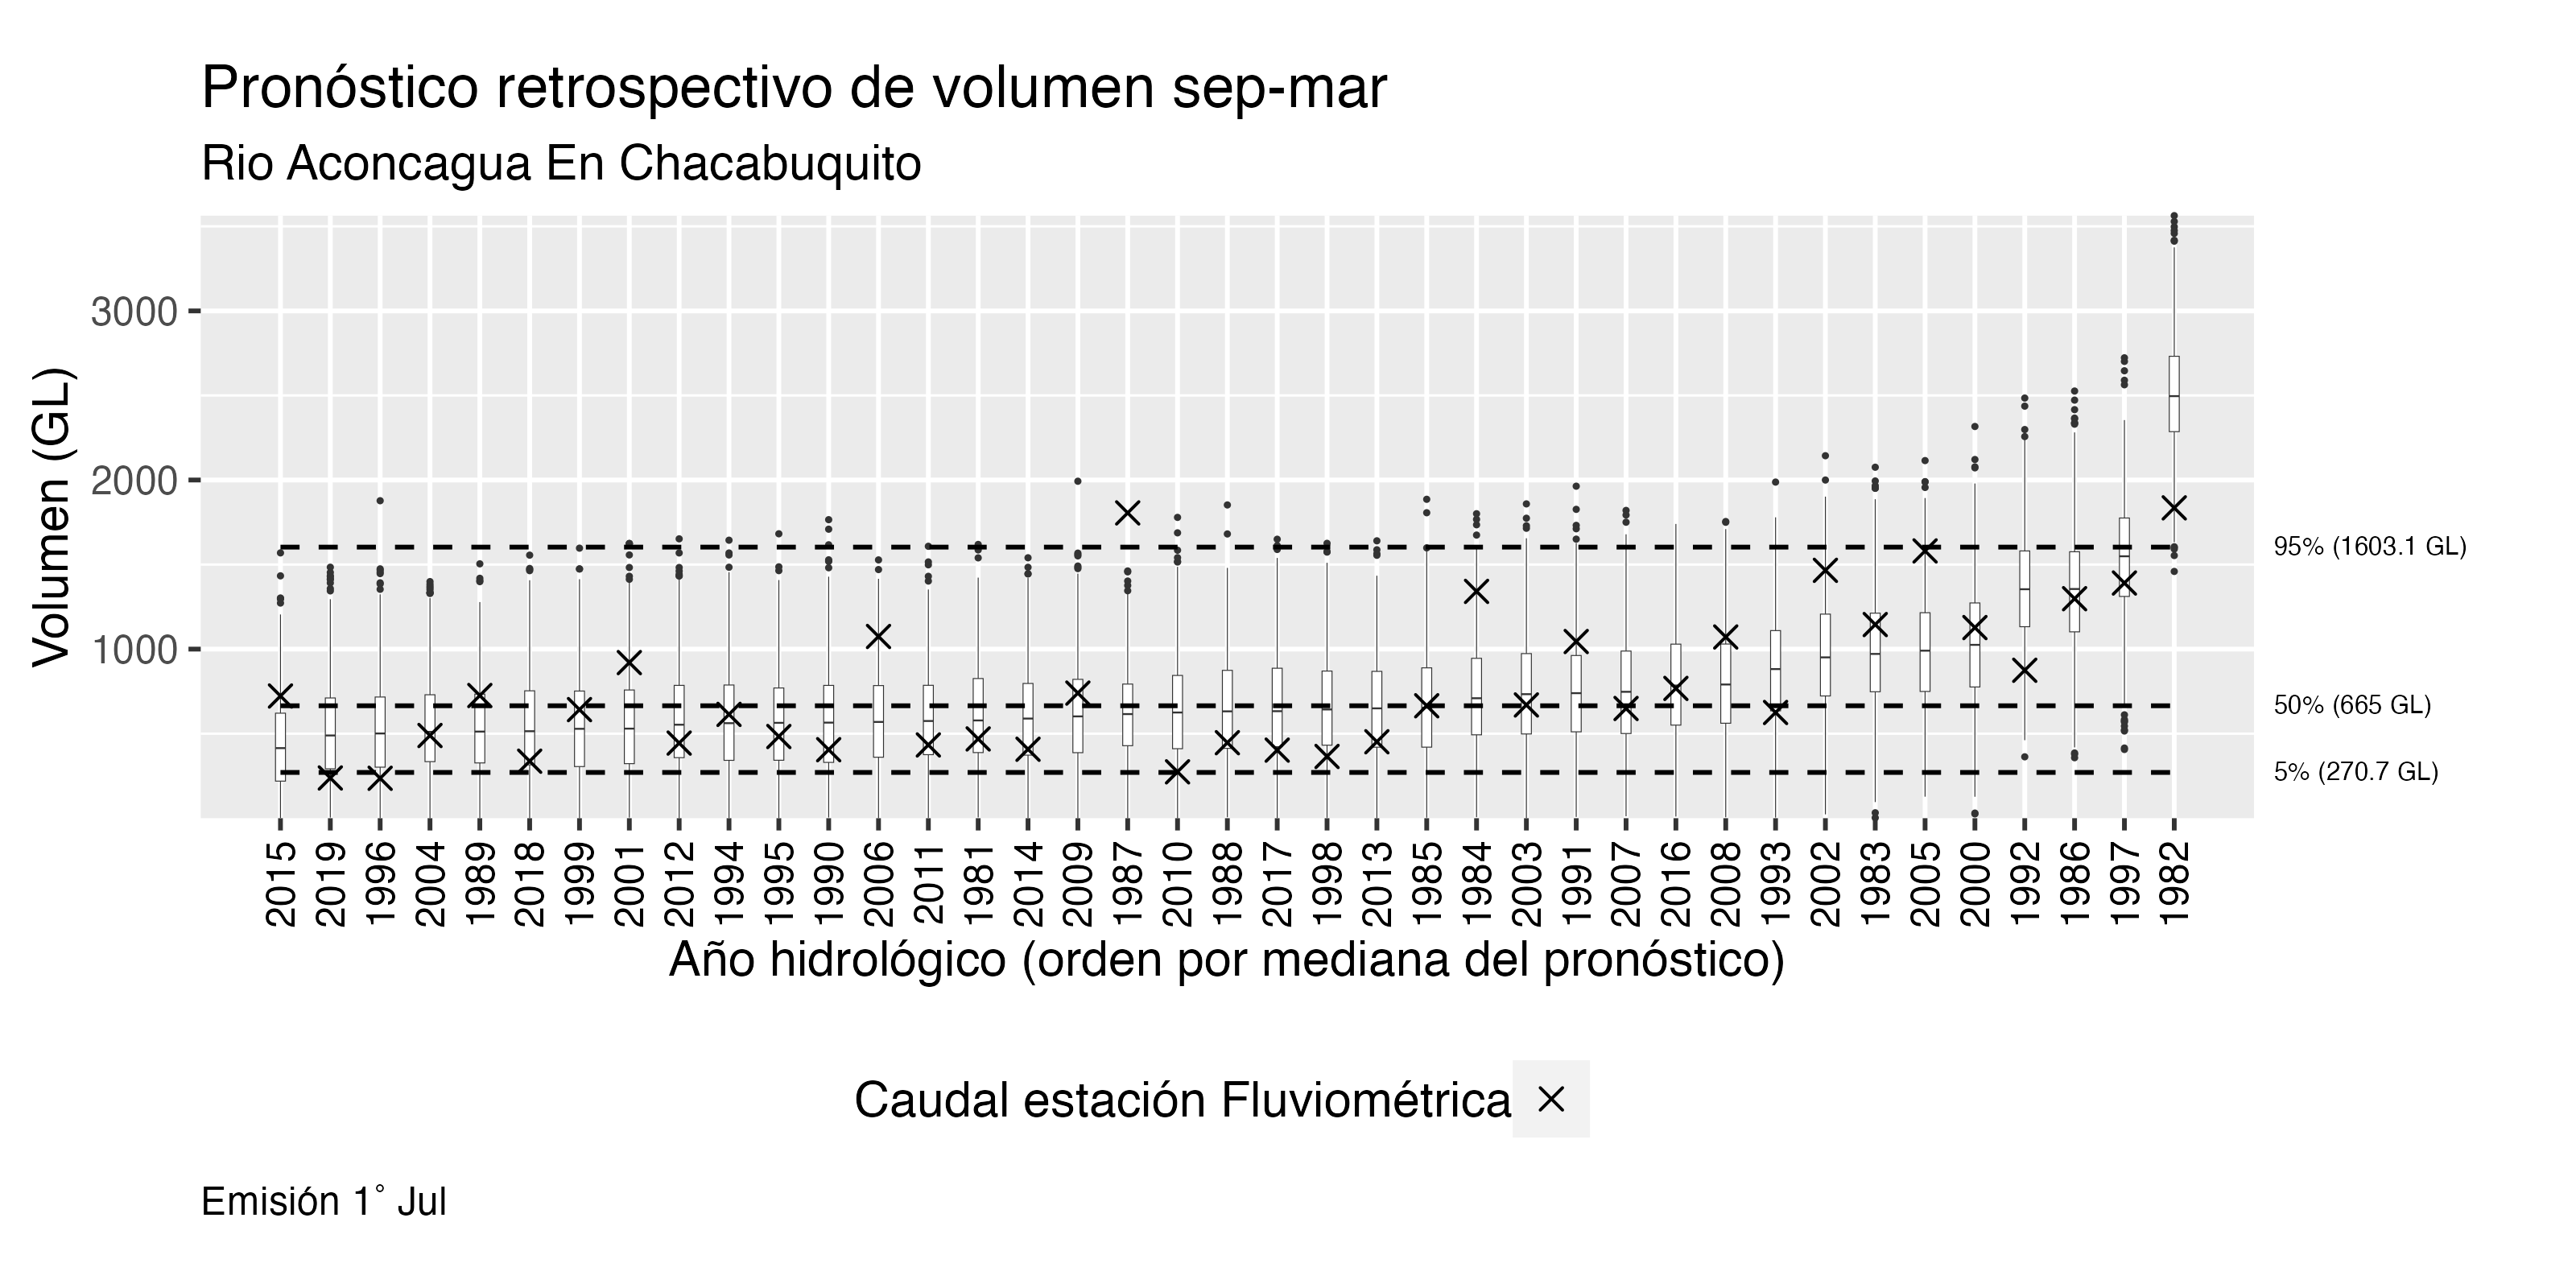 Pronóstico retrospectivo de volumen sep-mar
Rio Aconcagua En Chacabuquito
Volumen (GL)
3000
2000
1000
95% (1603.1 GL)
50% (665 GL)
5% (270.7 GL)
2015 2019 1996 2004 1989 2018 1999 2001 2012 1994 1995 1990 2006 2011 1981 2014 2009 1987 2010 1988 2017 1998 2013 1985 1984 2003 1991 2007 2016 2008 1993 2002 1983 2005 2000 1992 1986 1997 1982
Año hidrológico (orden por mediana del pronóstico)
Caudal estación Fluviométrica
Emisión 1° Jul